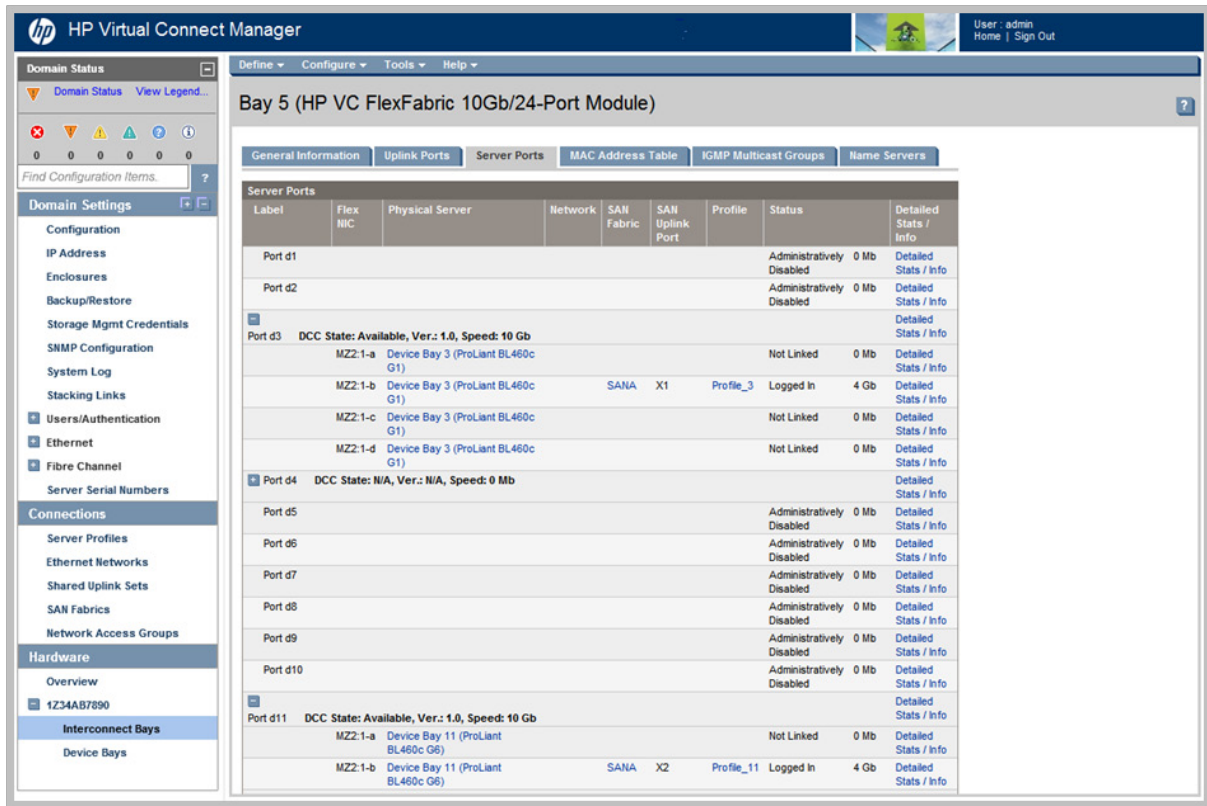 hp HP Virtual Connect Manager
User : admin
Home | Sign Out
Domain Status
Domain Status View Legend...
0 0 0 0 0 0
Find Configuration Items. ?
Domain Settings
Configuration
IP Address
Enclosures
Backup/Restore
Storage Mgmt Credentials
SNMP Configuration
System Log
Stacking Links
Users/Authentication
Ethernet
Fibre Channel
Server Serial Numbers
Connections
Server Profiles
Ethernet Networks
Shared Uplink Sets
SAN Fabrics
Network Access Groups
Hardware
Overview
1Z34AB7890
Interconnect Bays
Device Bays
Define Configure Tools Help
Bay 5 (HP VC FlexFabric 10Gb/24-Port Module) ?
General Information Uplink Ports Server Ports MAC Address Table IGMP Multicast Groups Name Servers
Server Ports
Label Flex Physical Server Network SAN SAN Profile Status Detailed
NIC Fabric Uplink Stats /
Port Info
Port d1 Administratively 0 Mb Detailed
Disabled Stats / Info
Port d2 Administratively 0 Mb Detailed
Disabled Stats / Info
Detailed
Port d3 DCC State: Available, Ver.: 1.0, Speed: 10 Gb Stats / Info
MZ2:1-a Device Bay 3 (ProLiant BL460c Not Linked 0 Mb Detailed
G1) Stats / Info
MZ2:1-b Device Bay 3 (ProLiant BL460c SANA X1 Profile_3 Logged In 4 Gb Detailed
G1) Stats / Info
MZ2:1-c Device Bay 3 (ProLiant BL460c Not Linked 0 Mb Detailed
G1) Stats / Info
MZ2:1-d Device Bay 3 (ProLiant BL460c Not Linked 0 Mb Detailed
G1) Stats / Info
Port d4 DCC State: N/A, Ver.: N/A, Speed: 0 Mb Detailed
Stats / Info
Port d5 Administratively 0 Mb Detailed
Disabled Stats / Info
Port d6 Administratively 0 Mb Detailed
Disabled Stats / Info
Port d7 Administratively 0 Mb Detailed
Disabled Stats / Info
Port d8 Administratively 0 Mb Detailed
Disabled Stats / Info
Port d9 Administratively 0 Mb Detailed
Disabled Stats / Info
Port d10 Administratively 0 Mb Detailed
Disabled Stats / Info
Detailed
Port d11 DCC State: Available, Ver.: 1.0, Speed: 10 Gb Stats / Info
MZ2:1-a Device Bay 11 (ProLiant Not Linked 0 Mb Detailed
BL460c G6) Stats / Info
MZ2:1-b Device Bay 11 (ProLiant SANA X2 Profile_11 Logged In 4 Gb Detailed
BL460c G6) Stats / Info